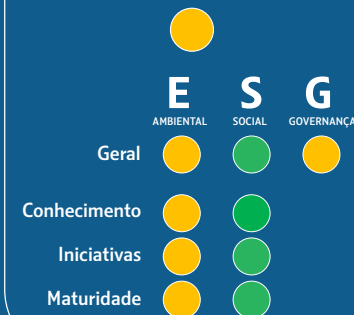 E S G
AMBIENTAL SOCIAL GOVERNANÇA
Geral
Conhecimento
Iniciativas
Maturidade